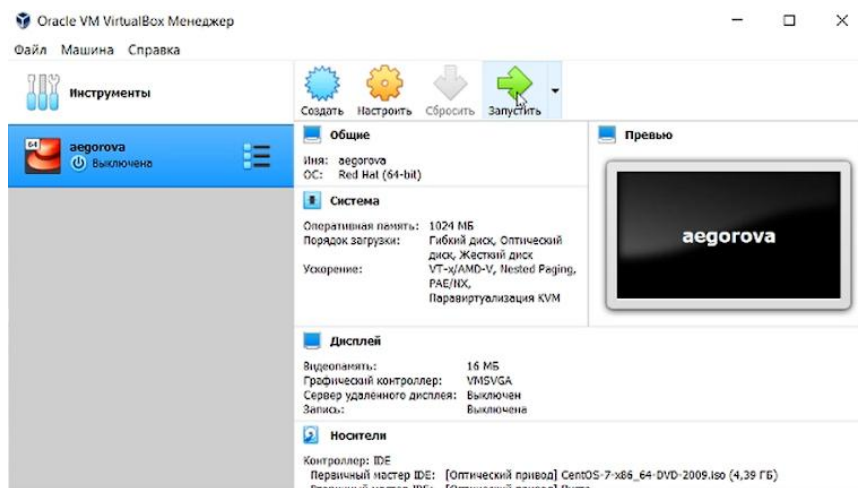 Oracle VM VirtualBox Менеджер
Файл Машина Справка
Инструменты
Создать Настроить Сбросить Запустить
64
aegorova
Выключена
Общие
Имя: aegorova
ОС: Red Hat (64-bit)
Система
Оперативная память: 1024 МБ
Порядок загрузки: Гибкий диск, Оптический
диск, Жесткий диск
Ускорение: VT-x/AMD-V, Nested Paging,
PAE/NX,
Паравиртуализация KVM
Превью
aegorova
Дисплей
Видеопамять: 16 МБ
Графический контроллер: VMSVGA
Сервер удалённого дисплея: Выключен
Запись: Выключена
Носители
Контроллер: IDE
Первичный мастер IDE: [Оптический привод] CentOS-7-x86_64-DVD-2009.iso (4,39 ГБ)